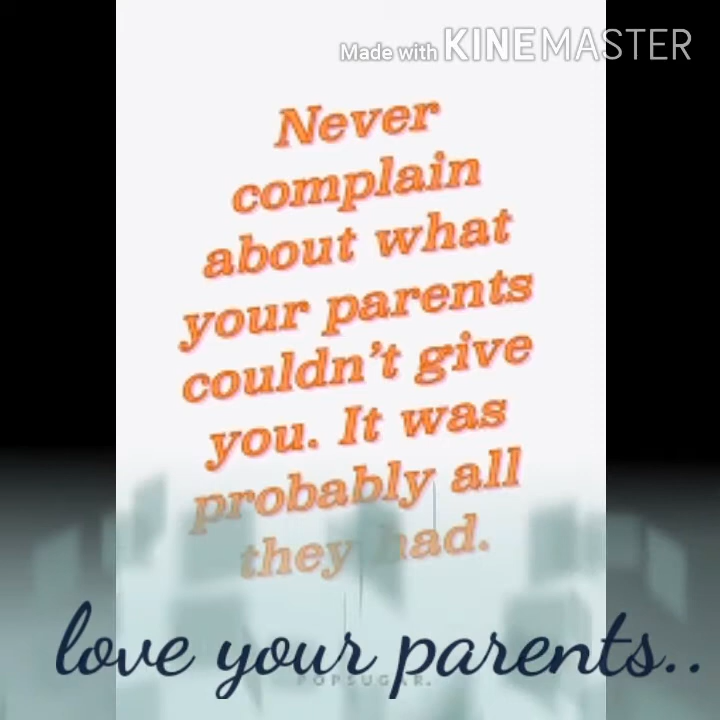 Made with KINEMASTER
Never
complain
about what
your parents
couldn't give
you. It was
probably all
they had.
love your parents..
POPSUGAR.